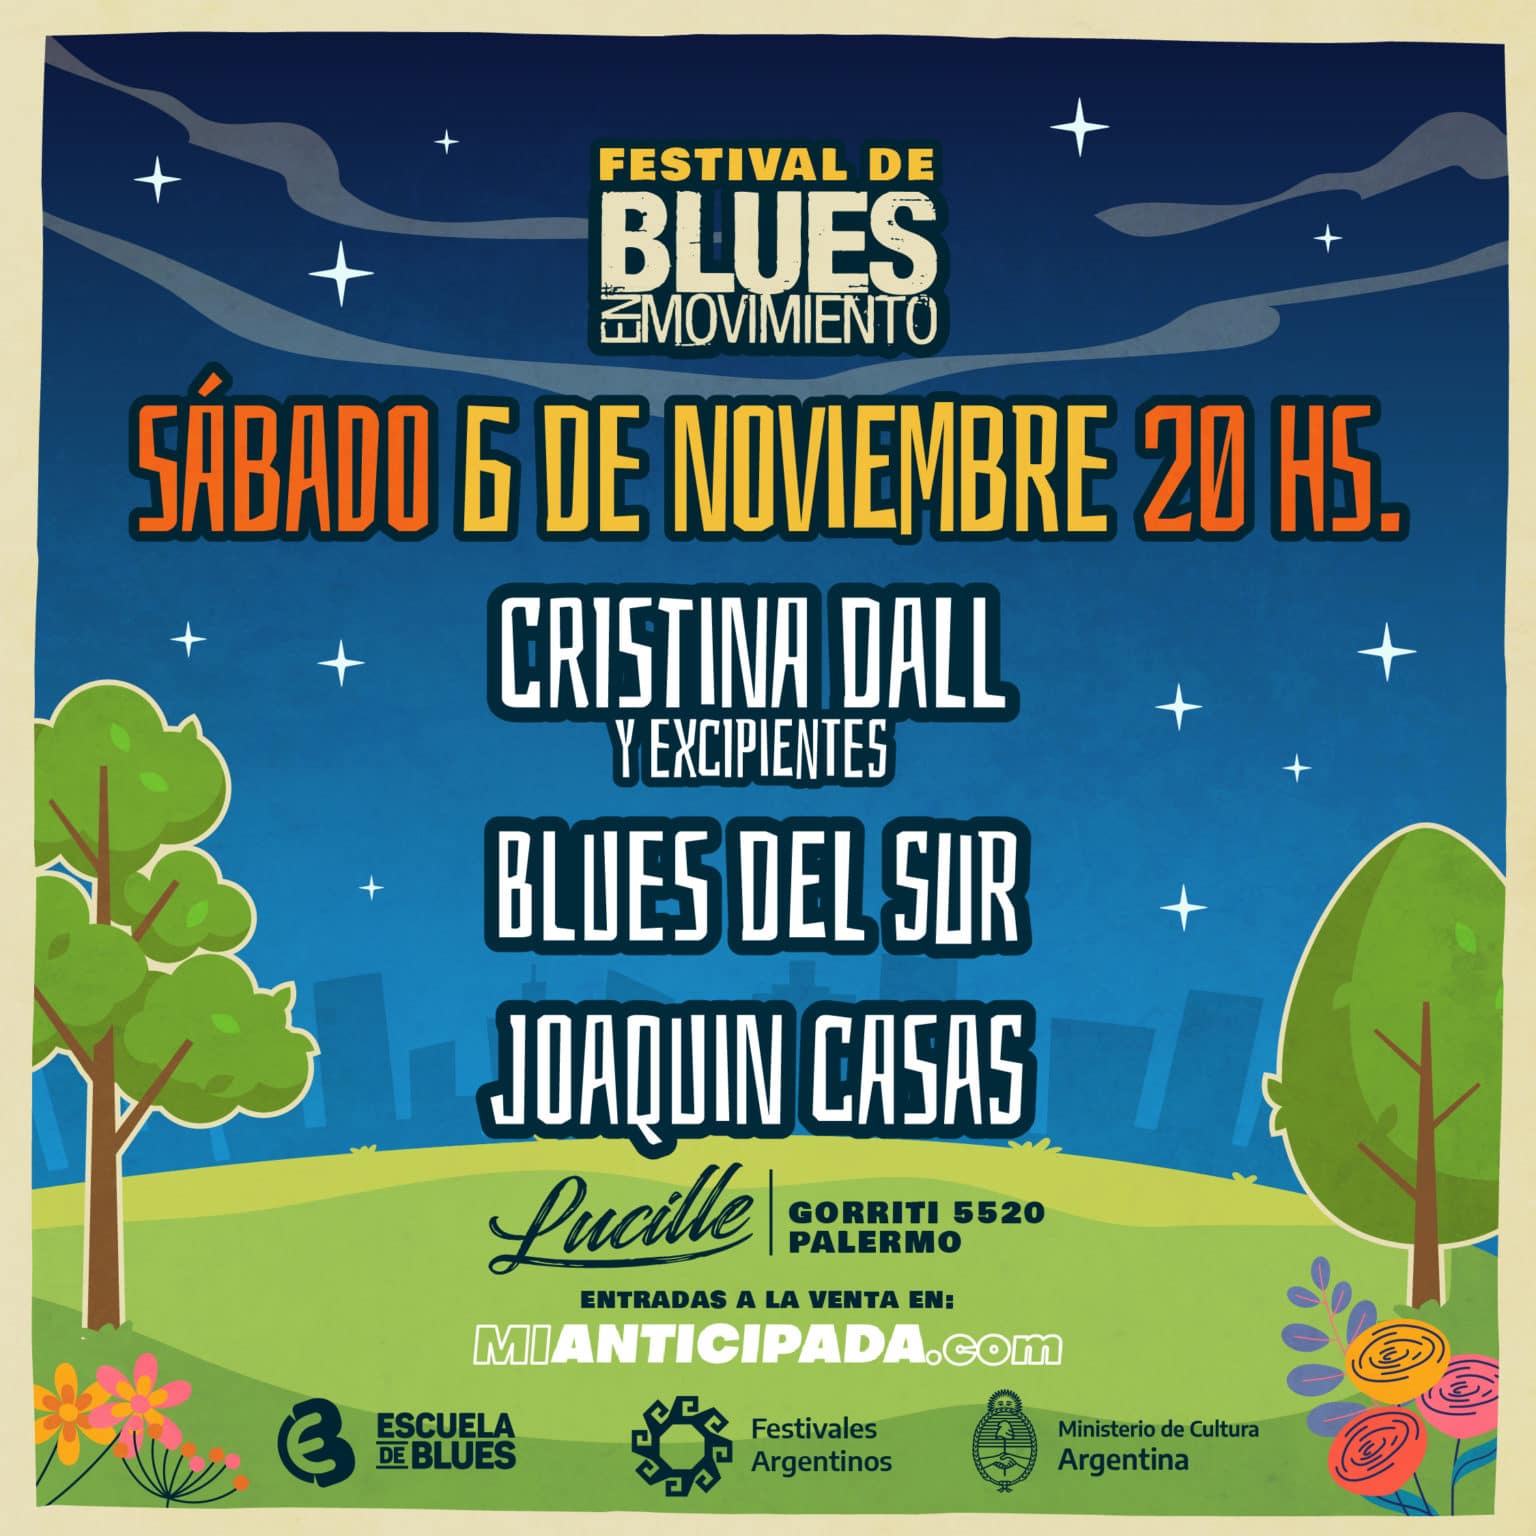 FESTIVAL DE
BLUES
EN MOVIMIENTO
SÁBADO 6 DE NOVIEMBRE 20 HS.
CRISTINA DALL
Y EXCIPIENTES
BLUES DEL SUR
JOAQUIN CASAS
Lucille
GORRITI 5520
PALERMO
ENTRADAS A LA VENTA EN:
MIANTICIPADA.com
ESCUELA
DE BLUES
Festivales
Argentinos
Ministerio de Cultura
Argentina